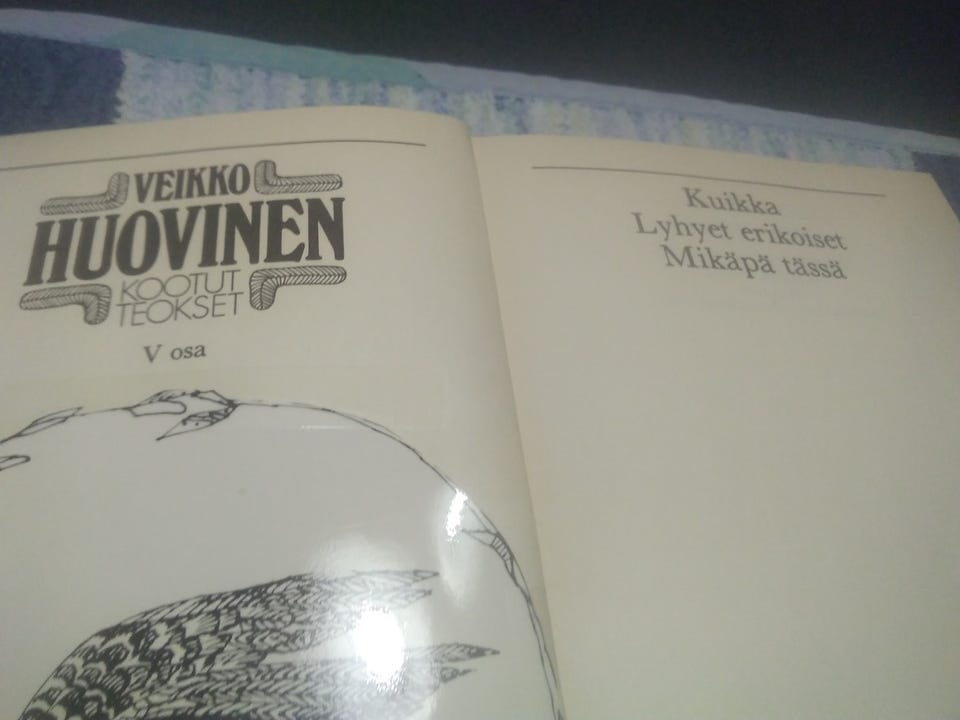 VEIKKO
HUOVINEN
KOOTUT
TEOKSET
V osa
Kuikka
Lyhyet erikoiset
Mikäpä tässä